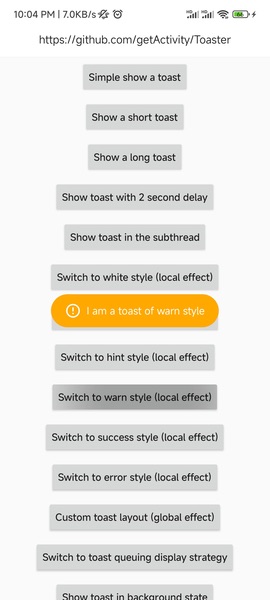 10:04 PM | 7.0KB/s
https://github.com/getActivity/Toaster
Simple show a toast
Show a short toast
Show a long toast
Show toast with 2 second delay
Show toast in the subthread
Switch to white style (local effect)
I am a toast of warn style
Switch to hint style (local effect)
Switch to warn style (local effect)
Switch to success style (local effect)
Switch to error style (local effect)
Custom toast layout (global effect)
Switch to toast queuing display strategy
Show toast in background state